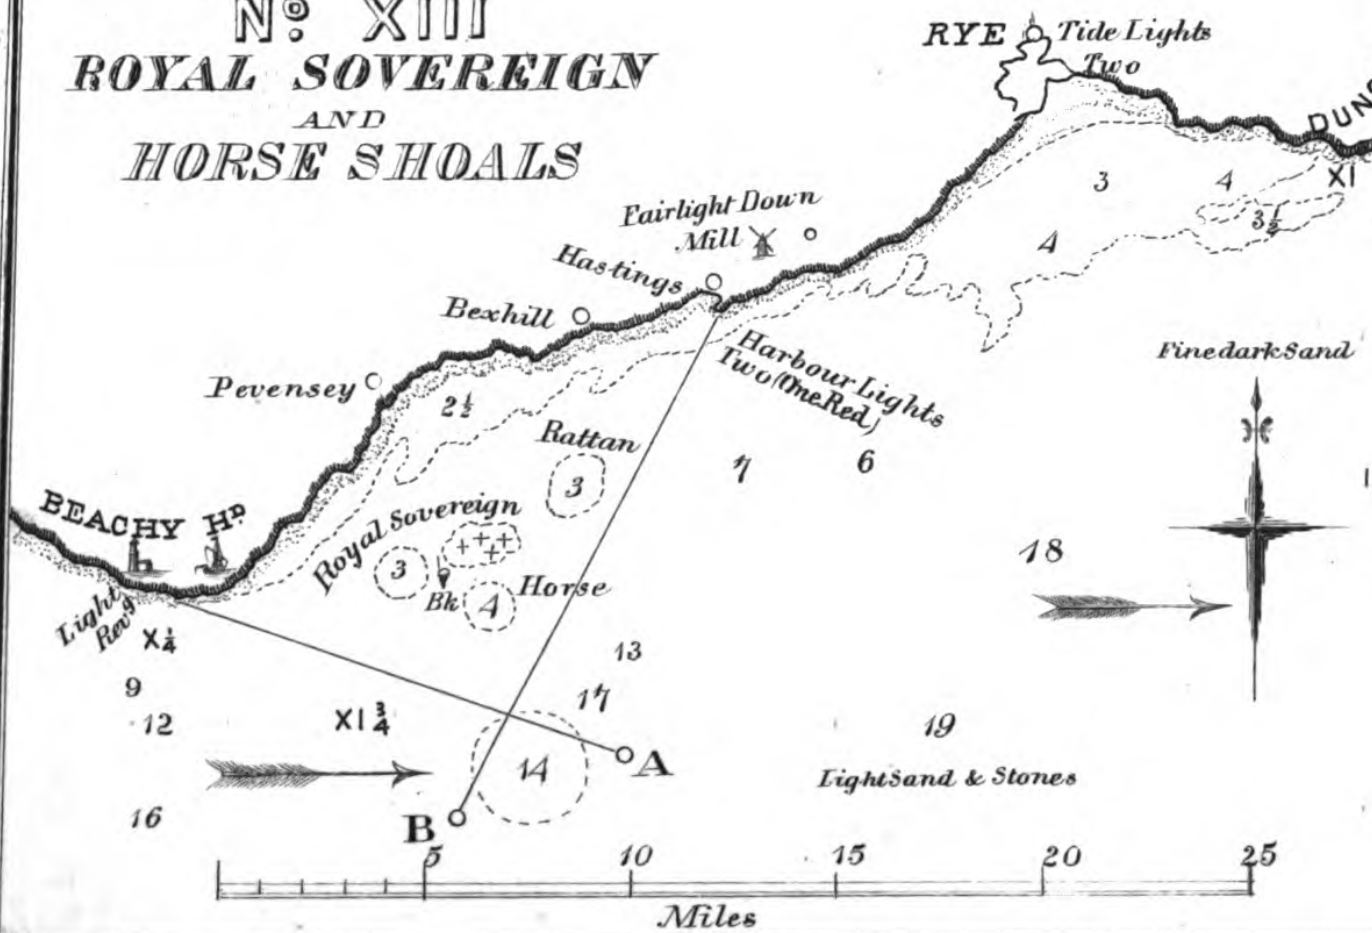 Nº XIII
ROYAL SOVEREIGN
AND
HORSE SHOALS
RYE
Tide Lights
Two
XI
3
4
3½
4
Fairlight Down
Mill
Hastings
Bexhill
Pevensey
2½
Harbour Lights
Two (One Red)
Fine dark Sand
Rattan
3
7
6
BEACHY Hᴰ
Royal Sovereign
3
Bk
Horse
4
18
Light
Revᵍ
X¼
13
9
17
12
XI¾
19
14
A
Light Sand & Stones
16
B
5
10
15
20
25
Miles